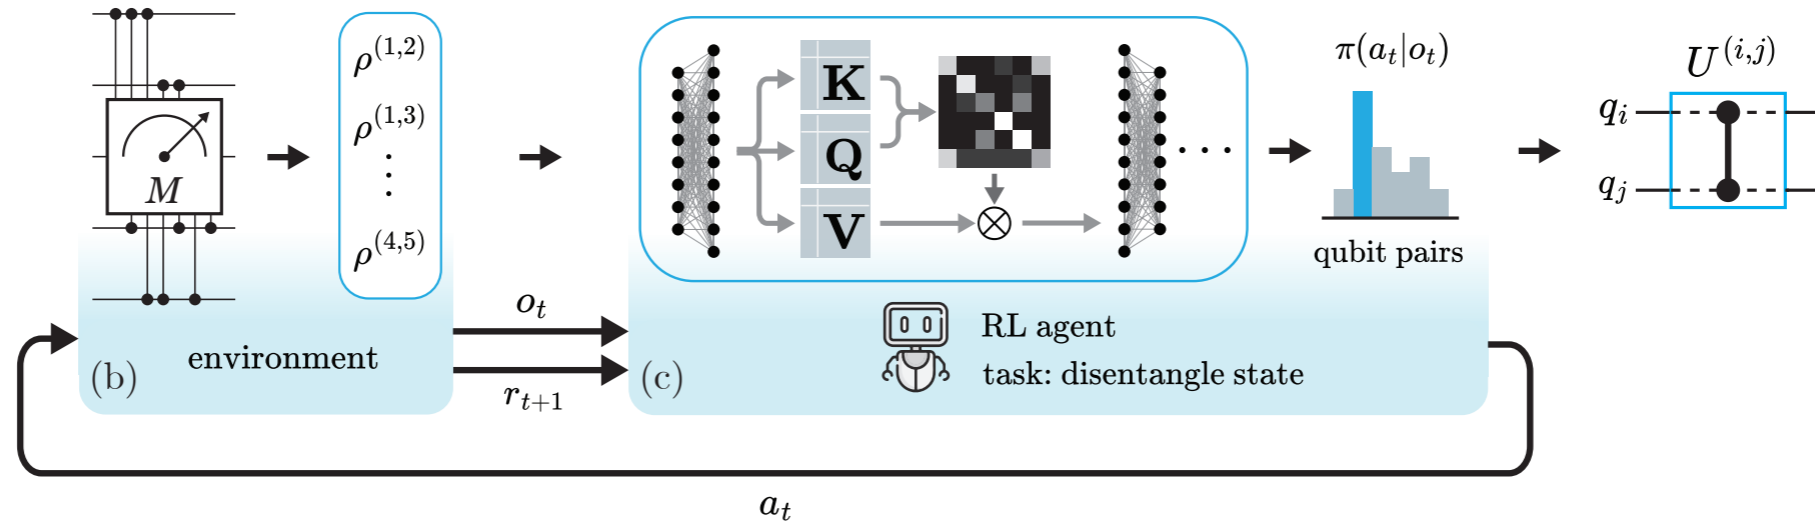 M
ρ^(1,2)
ρ^(1,3)
⋮
ρ^(4,5)
K
Q
V
⊗
· · ·
π(a_t|o_t)
qubit pairs
U^(i,j)
q_i
q_j
(b)
environment
o_t
r_{t+1}
(c)
RL agent
task: disentangle state
a_t